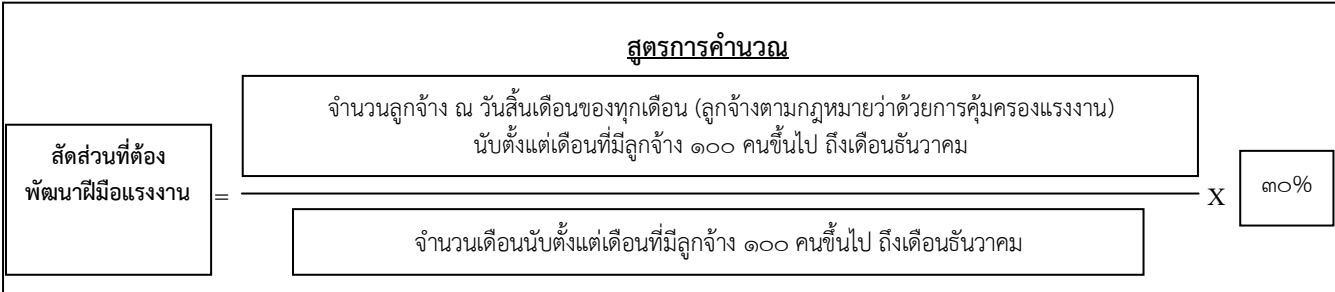 สูตรการคำนวณ
สัดส่วนที่ต้อง
พัฒนาฝีมือแรงงาน
=
จำนวนลูกจ้าง ณ วันสิ้นเดือนของทุกเดือน (ลูกจ้างตามกฎหมายว่าด้วยการคุ้มครองแรงงาน)
นับตั้งแต่เดือนที่มีลูกจ้าง ๑๐๐ คนขึ้นไป ถึงเดือนธันวาคม
จำนวนเดือนนับตั้งแต่เดือนที่มีลูกจ้าง ๑๐๐ คนขึ้นไป ถึงเดือนธันวาคม
X
๓๐%